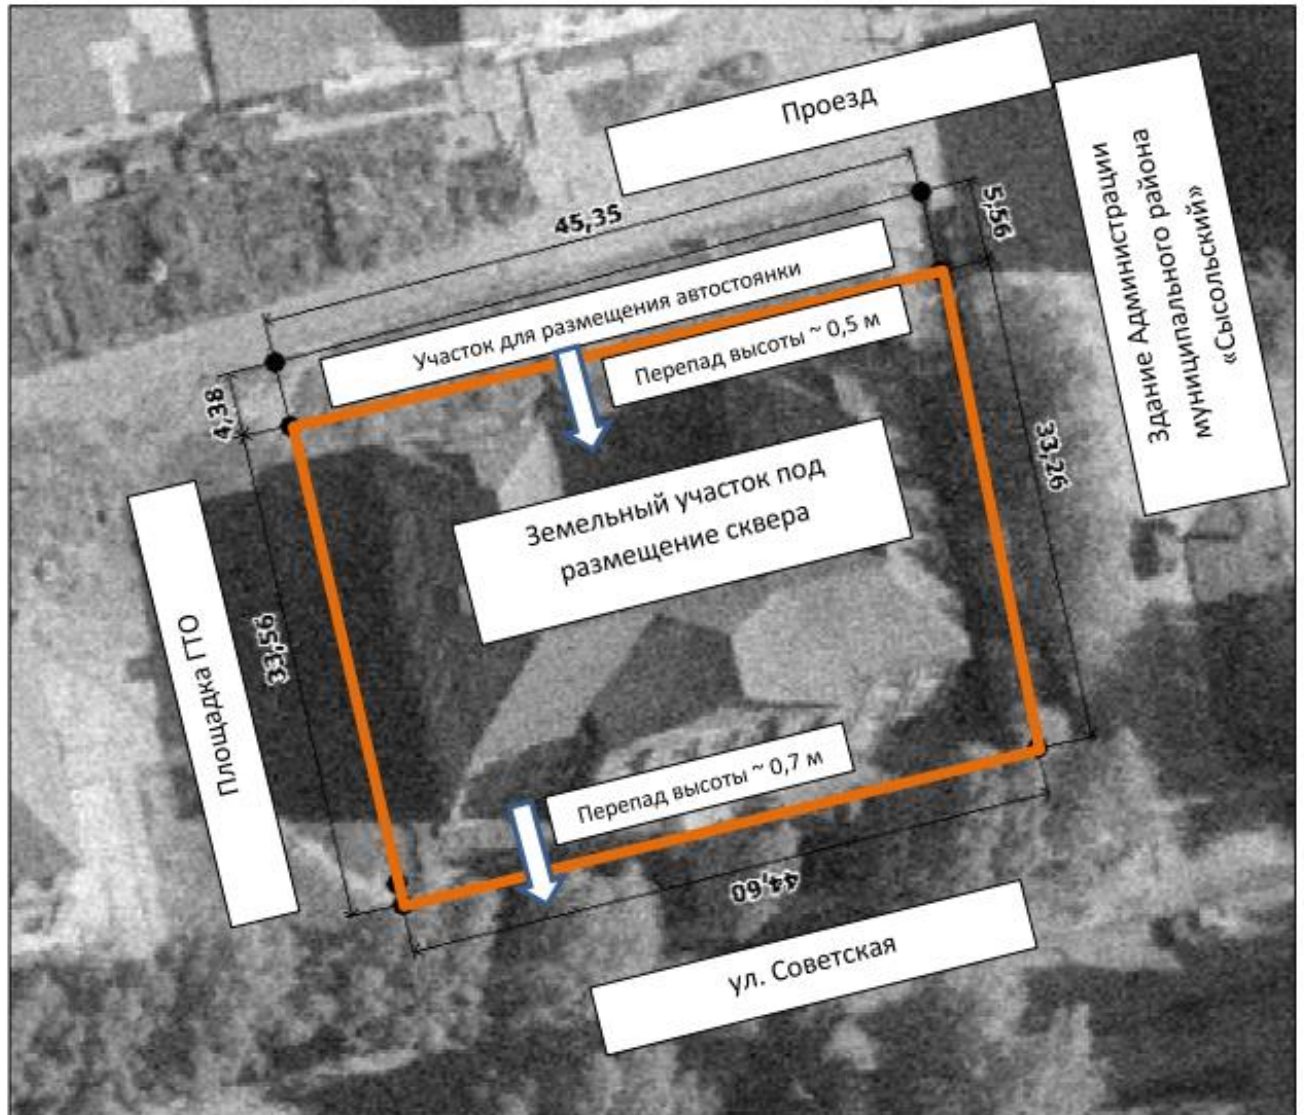 Проезд
Здание Администрации
муниципального района
«Сысольский»
45,35
5,56
Участок для размещения автостоянки
Перепад высоты ~ 0,5 м
4,38
Земельный участок под
размещение сквера
33,26
Площадка ГТО
33,56
Перепад высоты ~ 0,7 м
44,60
ул. Советская